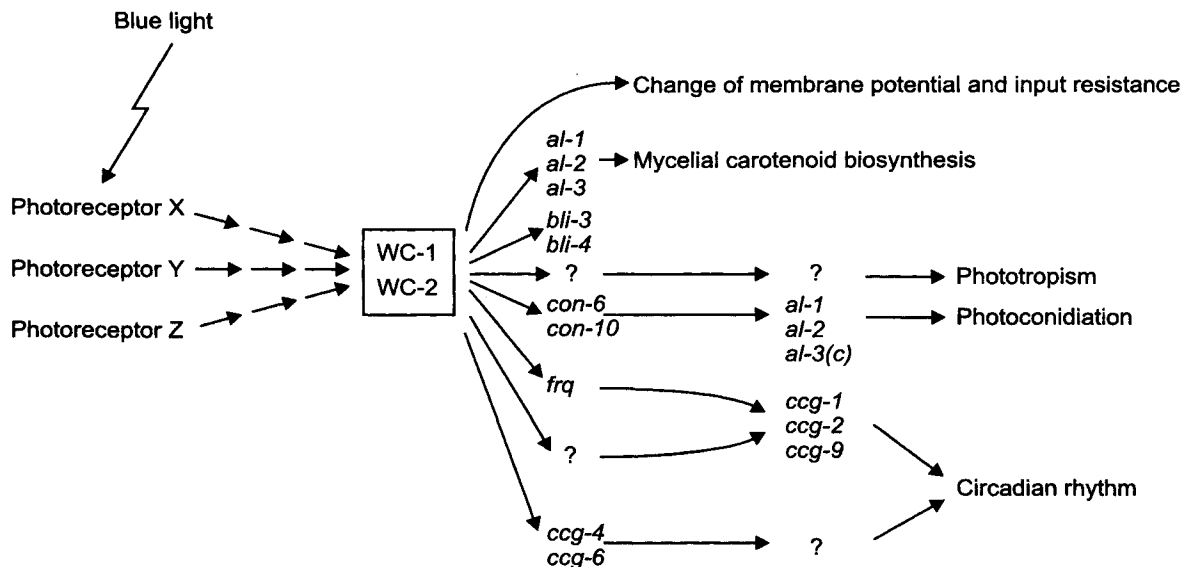 Blue light
Change of membrane potential and input resistance
al-1
al-2
al-3
Mycelial carotenoid biosynthesis
Photoreceptor X
Photoreceptor Y
Photoreceptor Z
WC-1
WC-2
bli-3
bli-4
?
?
Phototropism
con-6
con-10
al-1
al-2
al-3(c)
Photoconidiation
frq
?
ccg-1
ccg-2
ccg-9
Circadian rhythm
ccg-4
ccg-6
?